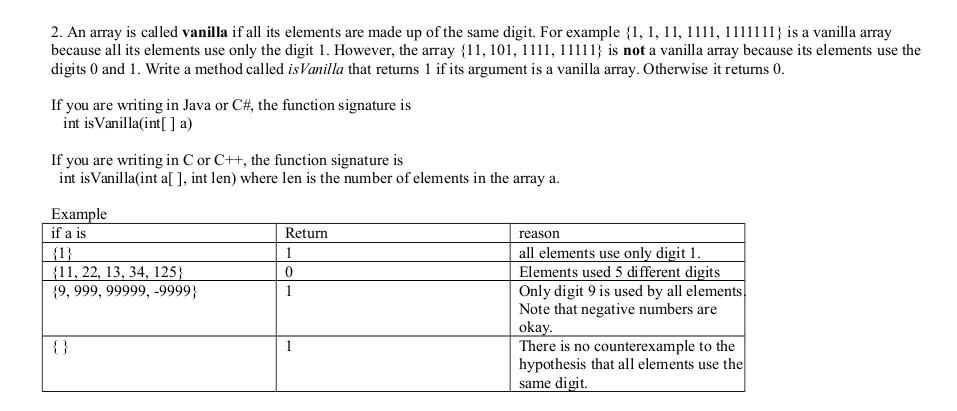 2. An array is called vanilla if all its elements are made up of the same digit. For example {1, 1, 11, 1111, 1111111} is a vanilla array
because all its elements use only the digit 1. However, the array {11, 101, 1111, 11111} is not a vanilla array because its elements use the
digits 0 and 1. Write a method called isVanilla that returns 1 if its argument is a vanilla array. Otherwise it returns 0.
If you are writing in Java or C#, the function signature is
int isVanilla(int[ ] a)
If you are writing in C or C++, the function signature is
int isVanilla(int a[ ], int len) where len is the number of elements in the array a.
Example
if a is Return reason
{1} 1 all elements use only digit 1.
{11, 22, 13, 34, 125} 0 Elements used 5 different digits
{9, 999, 99999, -9999} 1 Only digit 9 is used by all elements.
Note that negative numbers are
okay.
{ } 1 There is no counterexample to the
hypothesis that all elements use the
same digit.